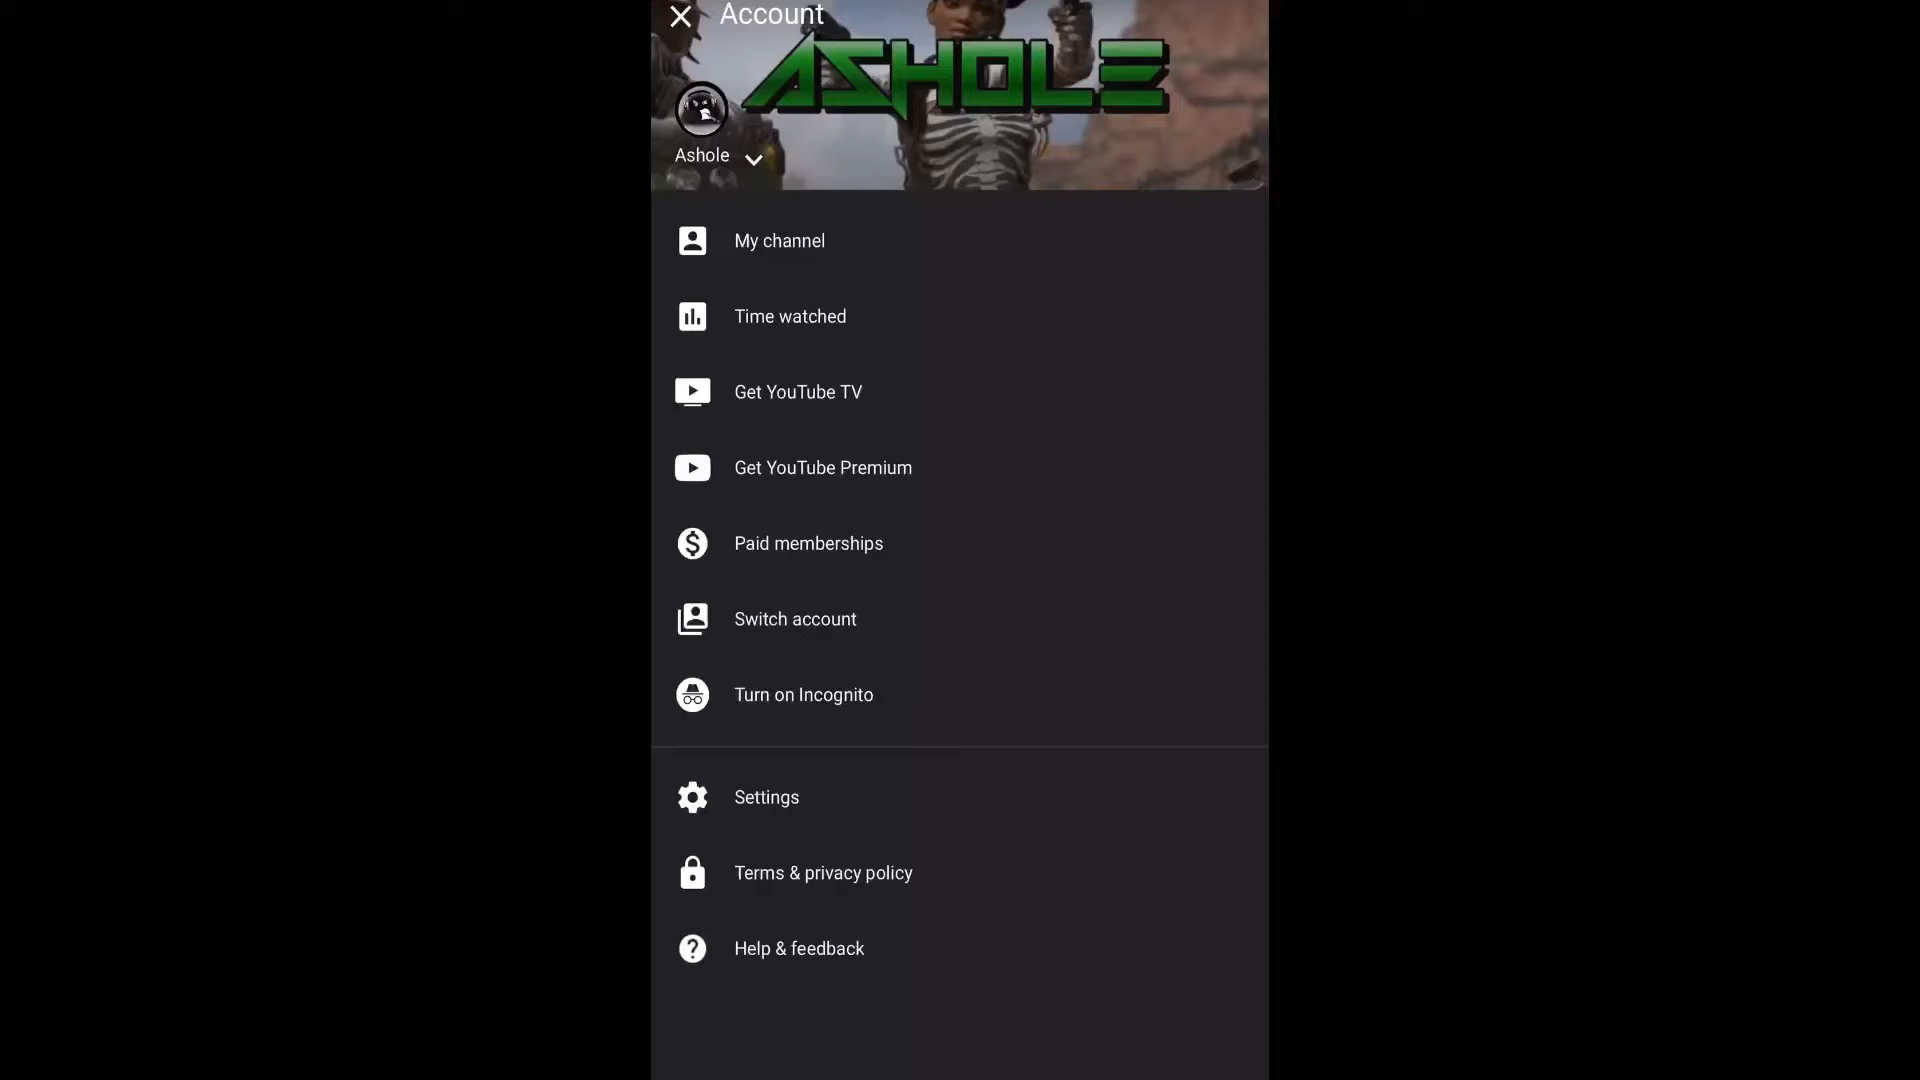 Account
ASHOLE
Ashole
My channel
Time watched
Get YouTube TV
Get YouTube Premium
Paid memberships
Switch account
Turn on Incognito
Settings
Terms & privacy policy
Help & feedback